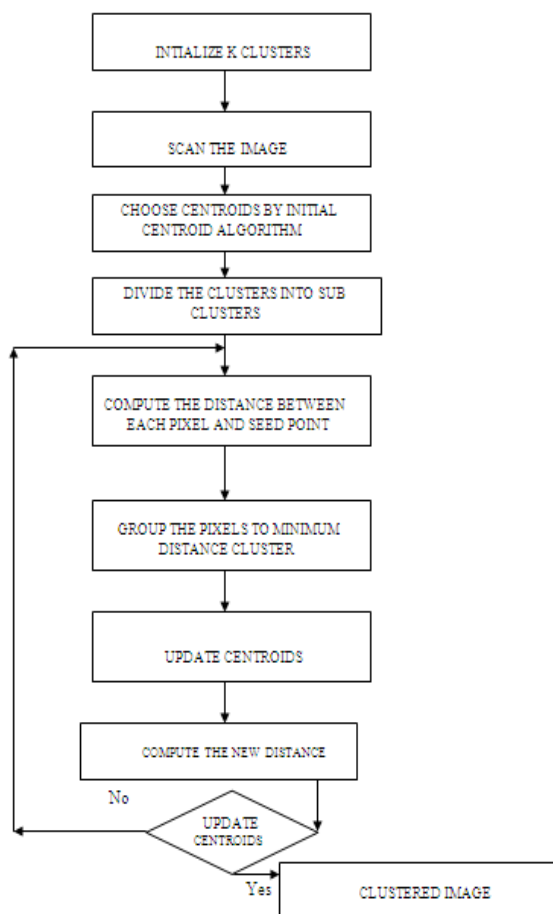 INTIALIZE K CLUSTERS
SCAN THE IMAGE
CHOOSE CENTROIDS BY INITIAL
CENTROID ALGORITHM
DIVIDE THE CLUSTERS INTO SUB
CLUSTERS
COMPUTE THE DISTANCE BETWEEN
EACH PIXEL AND SEED POINT
GROUP THE PIXELS TO MINIMUM
DISTANCE CLUSTER
UPDATE CENTROIDS
COMPUTE THE NEW DISTANCE
No
UPDATE
CENTROIDS
Yes
CLUSTERED IMAGE